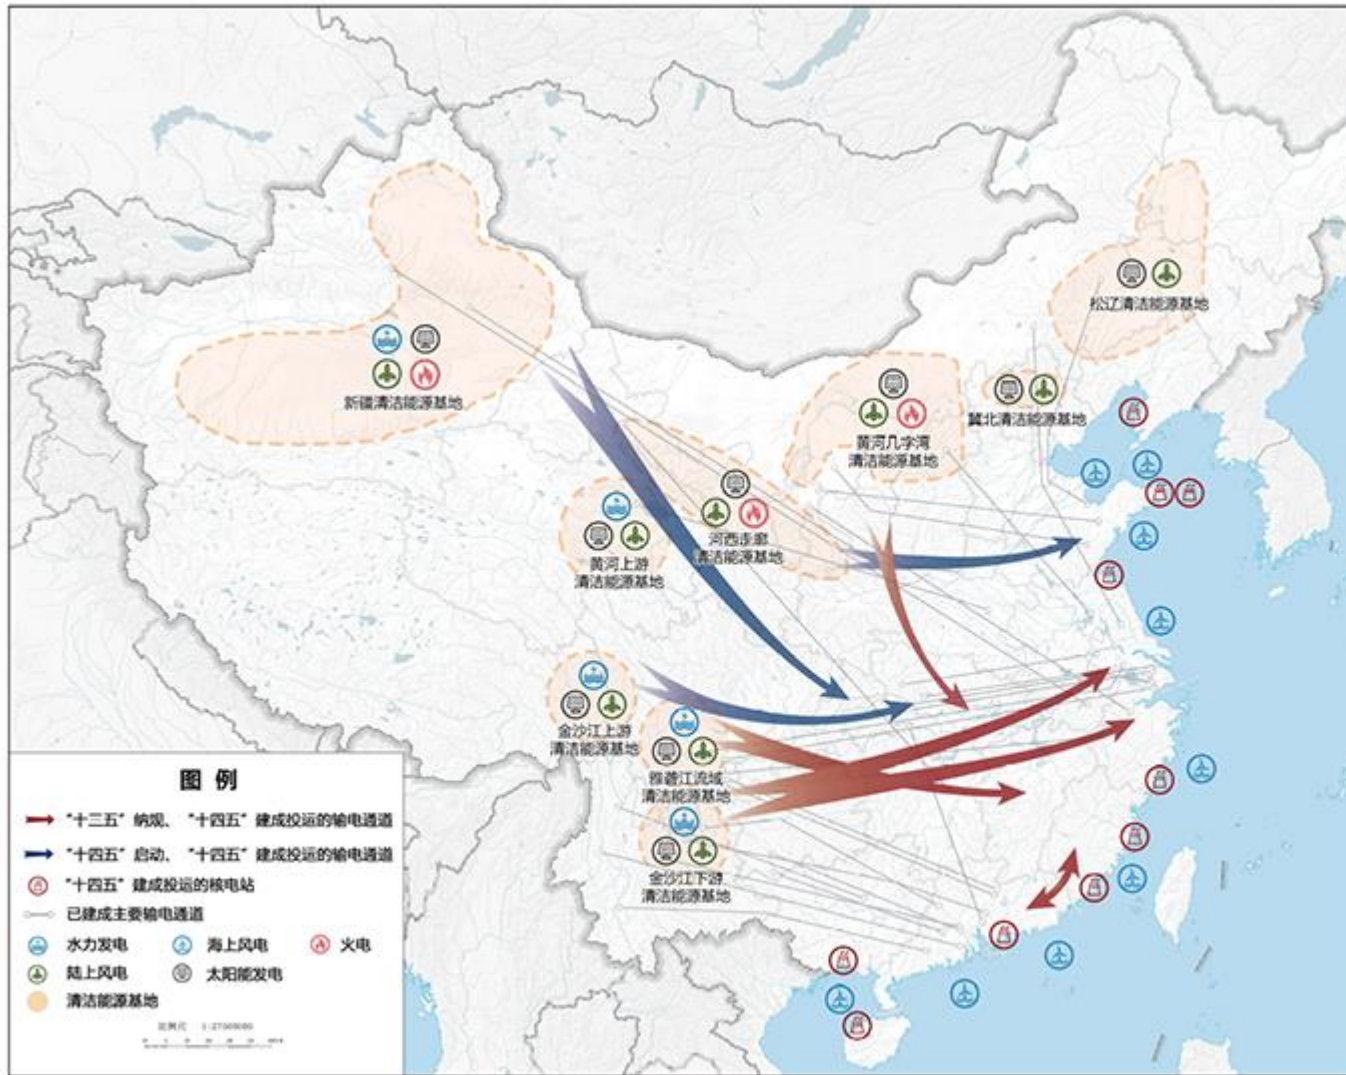 松辽清洁能源基地
新疆清洁能源基地
冀北清洁能源基地
黄河几字湾
清洁能源基地
河西走廊
清洁能源基地
黄河上游
清洁能源基地
金沙江上游
清洁能源基地
雅砻江流域
清洁能源基地
金沙江下游
清洁能源基地
图 例
“十三五”纳规、“十四五”建成投运的输电通道
“十四五”启动、“十四五”建成投运的输电通道
“十四五”建成投运的核电站
已建成主要输电通道
水力发电 海上风电 火电
陆上风电 太阳能发电
清洁能源基地
比例尺